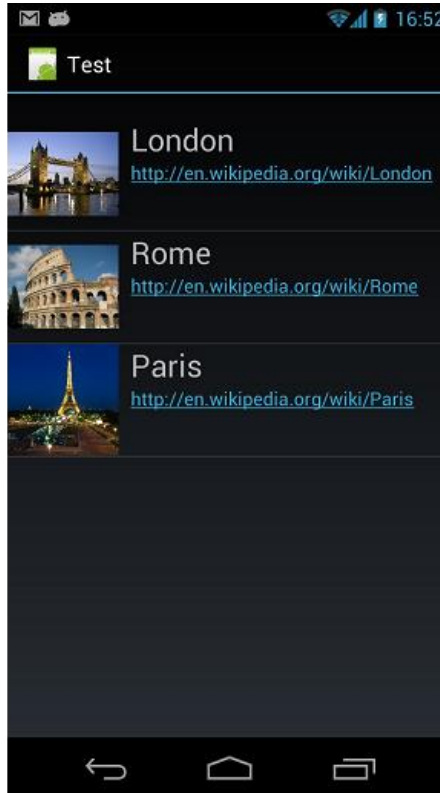 16:52
Test
London
http://en.wikipedia.org/wiki/London
Rome
http://en.wikipedia.org/wiki/Rome
Paris
http://en.wikipedia.org/wiki/Paris